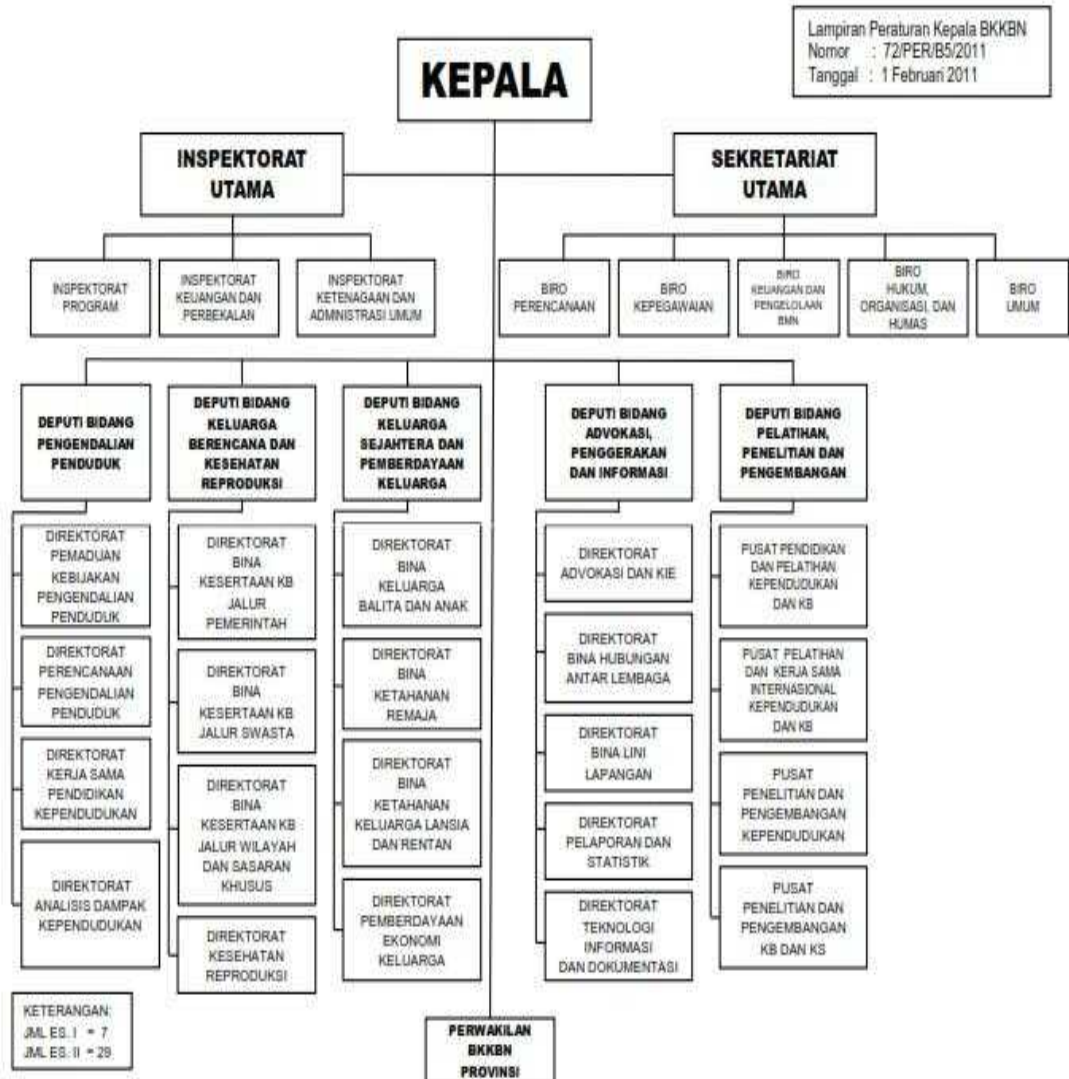 Lampiran Peraturan Kepala BKKBN
Nomor : 72/PER/B5/2011
Tanggal : 1 Februari 2011
KEPALA
INSPEKTORAT
UTAMA
SEKRETARIAT
UTAMA
INSPEKTORAT
PROGRAM
INSPEKTORAT
KEUANGAN DAN
PERBEKALAN
INSPEKTORAT
KETENAGAAN DAN
ADMINISTRASI UMUM
BIRO
PERENCANAAN
BIRO
KEPEGAWAIAN
BIRO
KEUANGAN DAN
PENGELOLAAN
BMN
BIRO
HUKUM,
ORGANISASI, DAN
HUMAS
BIRO
UMUM
DEPUTI BIDANG
PENGENDALIAN
PENDUDUK
DEPUTI BIDANG
KELUARGA
BERENCANA DAN
KESEHATAN
REPRODUKSI
DEPUTI BIDANG
KELUARGA
SEJAHTERA DAN
PEMBERDAYAAN
KELUARGA
DEPUTI BIDANG
ADVOKASI,
PENGGERAKAN
DAN INFORMASI
DEPUTI BIDANG
PELATIHAN,
PENELITIAN DAN
PENGEMBANGAN
DIREKTORAT
PEMADUAN
KEBIJAKAN
PENGENDALIAN
PENDUDUK
DIREKTORAT
PERENCANAAN
PENGENDALIAN
PENDUDUK
DIREKTORAT
KERJA SAMA
PENDIDIKAN
KEPENDUDUKAN
DIREKTORAT
ANALISIS DAMPAK
KEPENDUDUKAN
DIREKTORAT
BINA
KESERTAAN KB
JALUR
PEMERINTAH
DIREKTORAT
BINA
KESERTAAN KB
JALUR SWASTA
DIREKTORAT
BINA
KESERTAAN KB
JALUR WILAYAH
DAN SASARAN
KHUSUS
DIREKTORAT
KESEHATAN
REPRODUKSI
DIREKTORAT
BINA
KELUARGA
BALITA DAN ANAK
DIREKTORAT
BINA
KETAHANAN
REMAJA
DIREKTORAT
BINA
KETAHANAN
KELUARGA LANSIA
DAN RENTAN
DIREKTORAT
PEMBERDAYAAN
EKONOMI
KELUARGA
DIREKTORAT
ADVOKASI DAN KIE
DIREKTORAT
BINA HUBUNGAN
ANTAR LEMBAGA
DIREKTORAT
BINA LINI
LAPANGAN
DIREKTORAT
PELAPORAN DAN
STATISTIK
DIREKTORAT
TEKNOLOGI
INFORMASI
DAN DOKUMENTASI
PUSAT PENDIDIKAN
DAN PELATIHAN
KEPENDUDUKAN
DAN KB
PUSAT PELATIHAN
DAN KERJA SAMA
INTERNASIONAL
KEPENDUDUKAN
DAN KB
PUSAT
PENELITIAN DAN
PENGEMBANGAN
KEPENDUDUKAN
PUSAT
PENELITIAN DAN
PENGEMBANGAN
KB DAN KS
KETERANGAN:
JML ES. I = 7
JML ES. II = 29
PERWAKILAN
BKKBN
PROVINSI